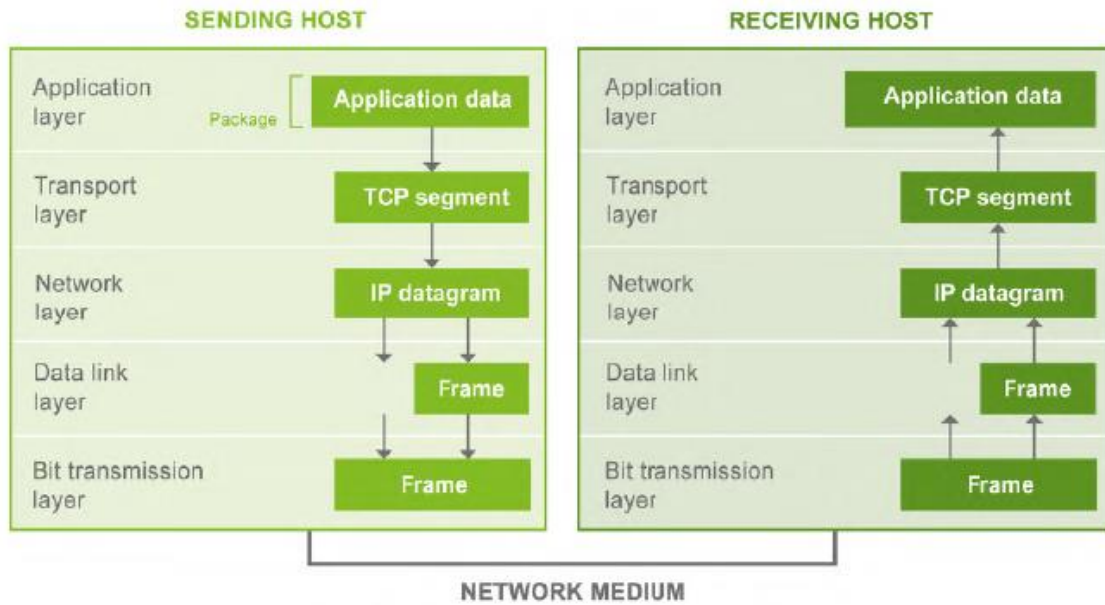 SENDING HOST
Application
layer
Package
Application data
Transport
layer
TCP segment
Network
layer
IP datagram
Data link
layer
Frame
Bit transmission
layer
Frame
RECEIVING HOST
Application
layer
Application data
Transport
layer
TCP segment
Network
layer
IP datagram
Data link
layer
Frame
Bit transmission
layer
Frame
NETWORK MEDIUM